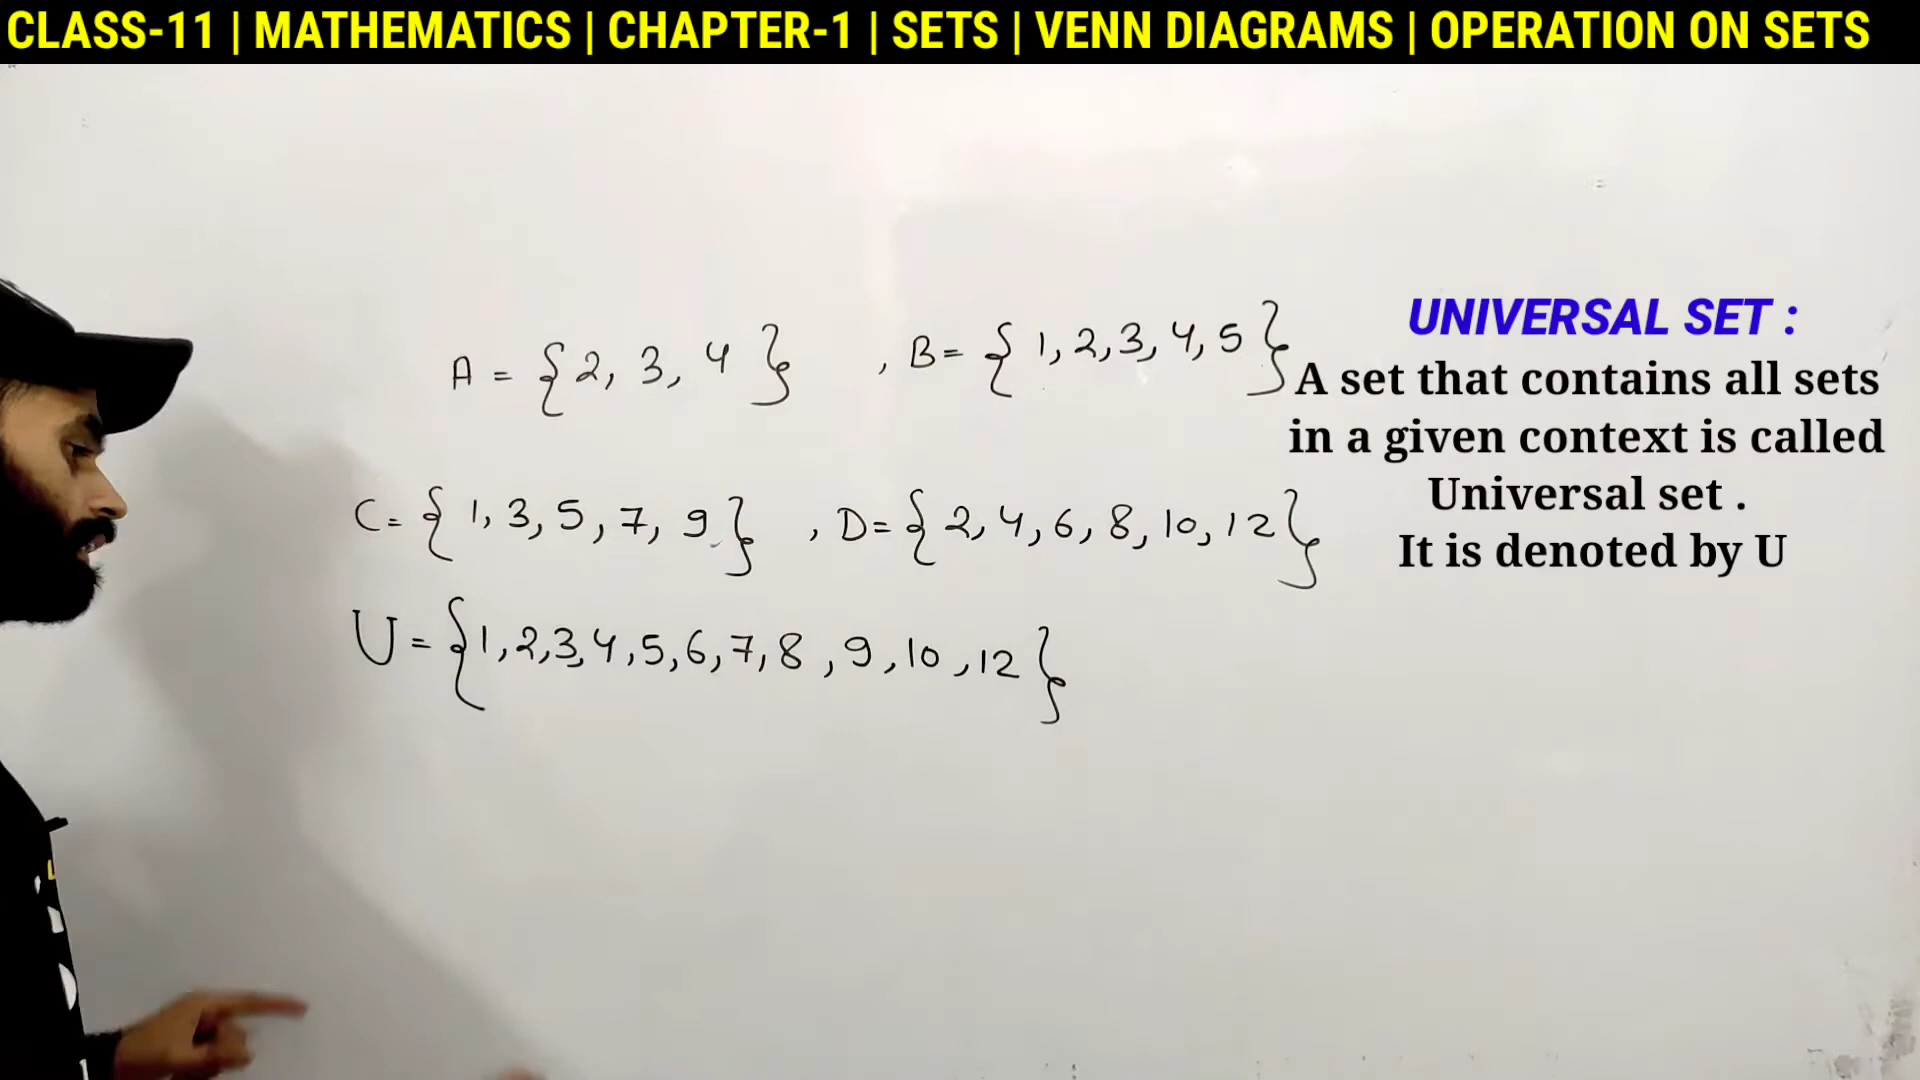 CLASS-11 | MATHEMATICS | CHAPTER-1 | SETS | VENN DIAGRAMS | OPERATION ON SETS
A = {2, 3, 4} , B = {1, 2, 3, 4, 5}
C = {1, 3, 5, 7, 9} , D = {2, 4, 6, 8, 10, 12}
U = {1, 2, 3, 4, 5, 6, 7, 8, 9, 10, 12}
UNIVERSAL SET :
A set that contains all sets
in a given context is called
Universal set .
It is denoted by U